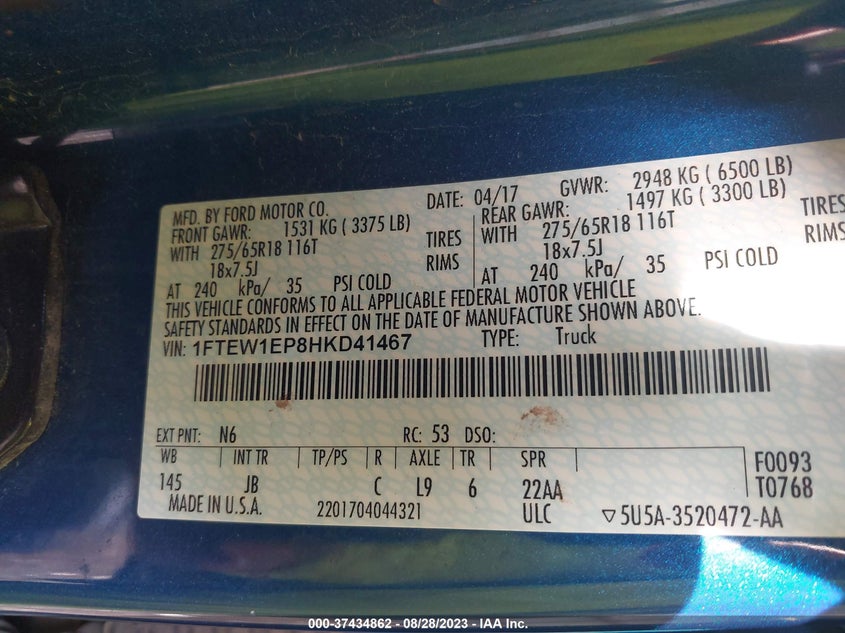 MFD. BY FORD MOTOR CO. DATE: 04/17 GVWR: 2948 KG ( 6500 LB)
FRONT GAWR: 1531 KG ( 3375 LB) REAR GAWR: 1497 KG ( 3300 LB)
WITH 275/65R18 116T TIRES WITH 275/65R18 116T TIRES
18x7.5J RIMS 18x7.5J RIMS
AT 240 kPa/ 35 PSI COLD AT 240 kPa/ 35 PSI COLD
THIS VEHICLE CONFORMS TO ALL APPLICABLE FEDERAL MOTOR VEHICLE
SAFETY STANDARDS IN EFFECT ON THE DATE OF MANUFACTURE SHOWN ABOVE.
VIN: 1FTEW1EP8HKD41467 TYPE: Truck
EXT PNT: N6 RC: 53 DSO:
WB INT TR TP/PS R AXLE TR SPR F0093
145 JB C L9 6 22AA T0768
MADE IN U.S.A. 2201704044321 ULC ▽5U5A-3520472-AA
000-37434862 - 08/28/2023 - IAA Inc.